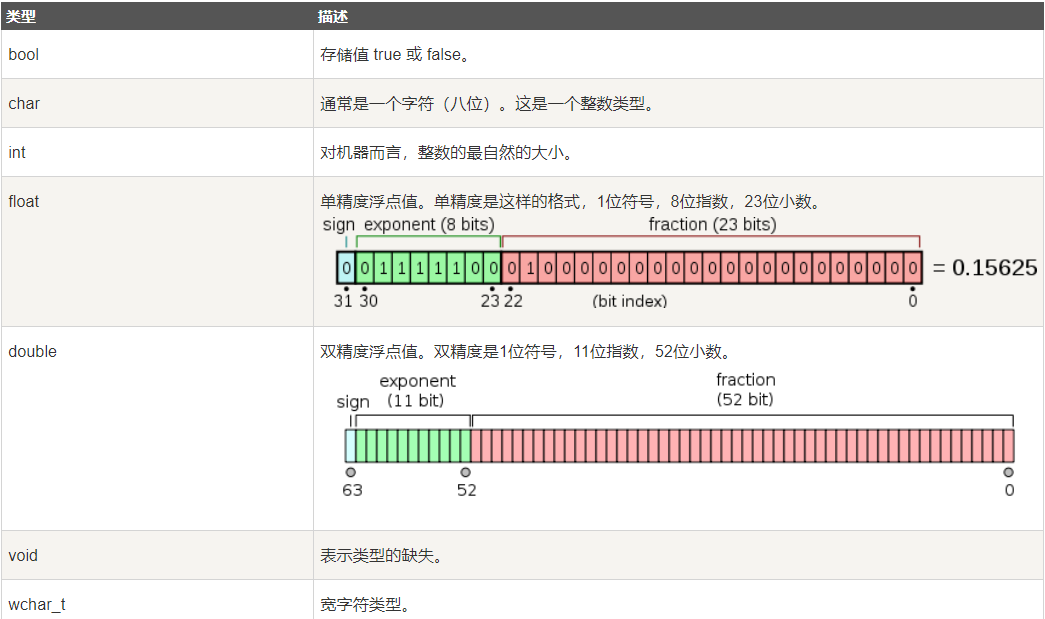 类型 描述
bool 存储值 true 或 false。
char 通常是一个字符（八位）。这是一个整数类型。
int 对机器而言，整数的最自然的大小。
float 单精度浮点值。单精度是这样的格式，1位符号，8位指数，23位小数。
sign exponent (8 bits) fraction (23 bits)
0 0 1 1 1 1 1 0 0 0 1 0 0 0 0 0 0 0 0 0 0 0 0 0 0 0 0 0 0 0 0 0 = 0.15625
31 30 23 22 (bit index) 0
double 双精度浮点值。双精度是1位符号，11位指数，52位小数。
exponent fraction
sign (11 bit) (52 bit)
63 52 0
void 表示类型的缺失。
wchar_t 宽字符类型。